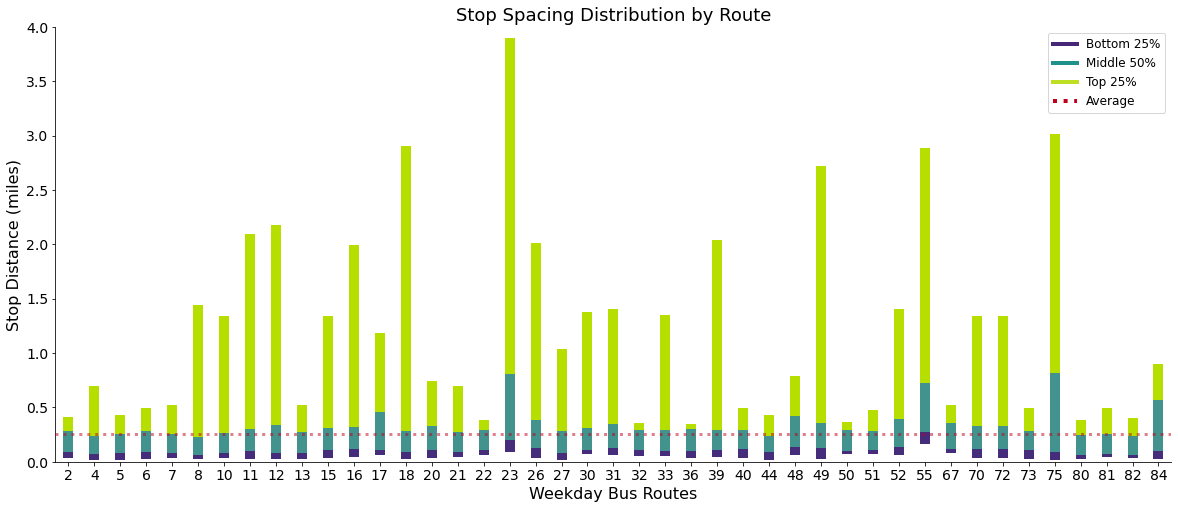 Stop Spacing Distribution by Route
Stop Distance (miles)
4.0
3.5
3.0
2.5
2.0
1.5
1.0
0.5
0.0
Bottom 25%
Middle 50%
Top 25%
Average
2 4 5 6 7 8 10 11 12 13 15 16 17 18 20 21 22 23 26 27 30 31 32 33 36 39 40 44 48 49 50 51 52 55 67 70 72 73 75 80 81 82 84
Weekday Bus Routes